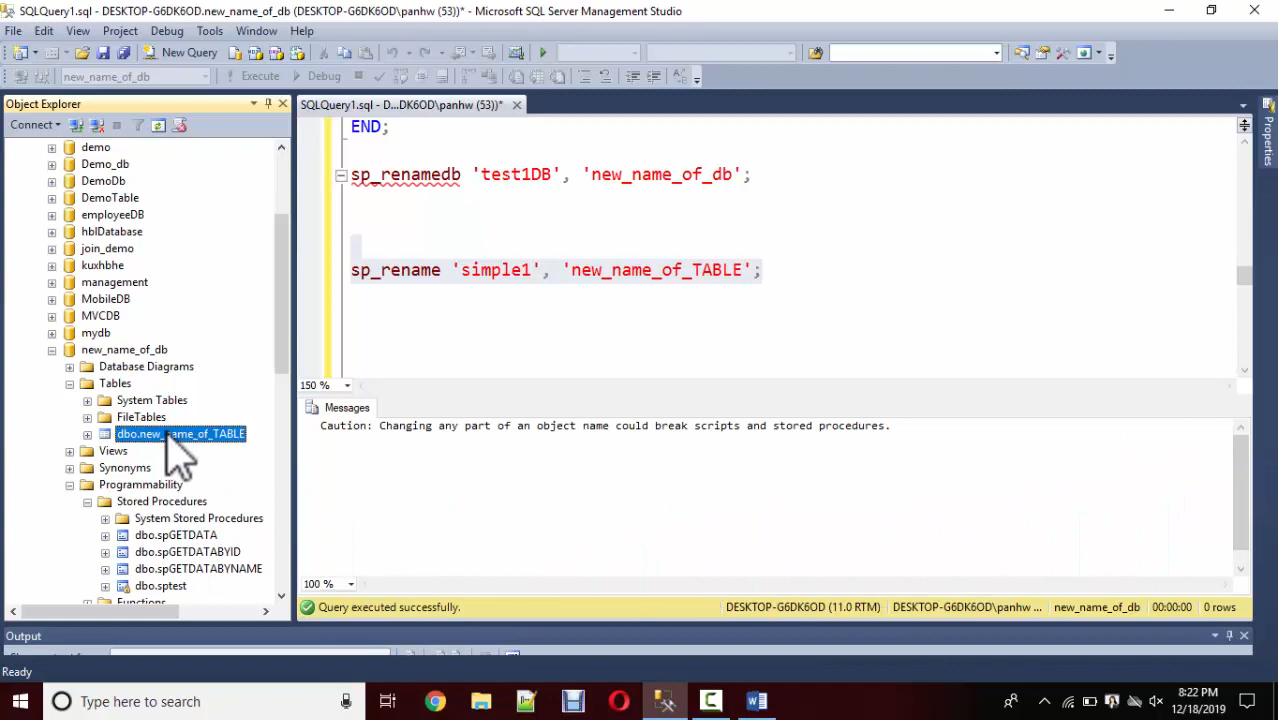 SQLQuery1.sql - DESKTOP-G6DK6OD.new_name_of_db (DESKTOP-G6DK6OD\panhw (53))* - Microsoft SQL Server Management Studio
File Edit View Project Debug Tools Window Help
New Query
new_name_of_db Execute Debug
Object Explorer
SQLQuery1.sql - D...DK6OD\panhw (53))*
Properties
Connect
demo
Demo_db
DemoDb
DemoTable
employeeDB
hblDatabase
join_demo
kuxhbhe
management
MobileDB
MVCDB
mydb
new_name_of_db
Database Diagrams
Tables
System Tables
FileTables
dbo.new_name_of_TABLE
Views
Synonyms
Programmability
Stored Procedures
System Stored Procedures
dbo.spGETDATA
dbo.spGETDATABYID
dbo.spGETDATABYNAME
dbo.sptest
Functions
END;
sp_renamedb 'test1DB', 'new_name_of_db';
sp_rename 'simple1', 'new_name_of_TABLE';
150 %
Messages
Caution: Changing any part of an object name could break scripts and stored procedures.
100 %
Query executed successfully. DESKTOP-G6DK6OD (11.0 RTM) DESKTOP-G6DK6OD\panhw ... new_name_of_db 00:00:00 0 rows
Output
Ready
Type here to search
8:22 PM
12/18/2019